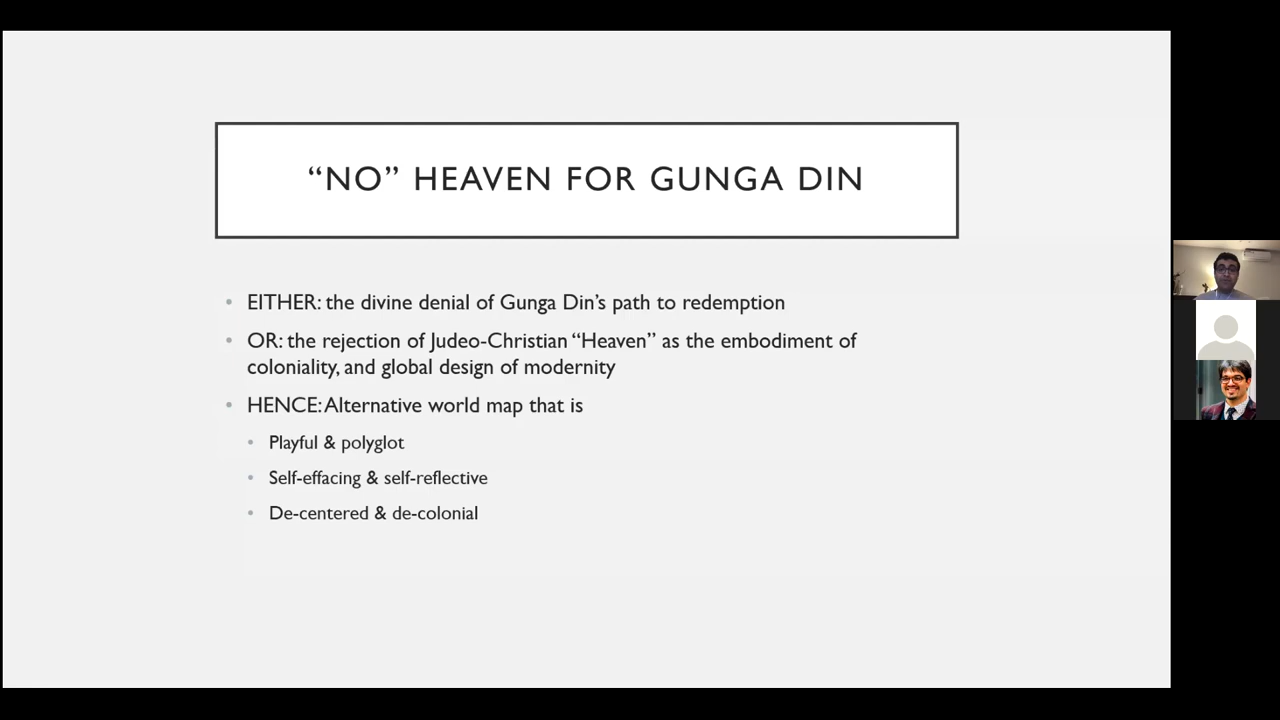 “NO” HEAVEN FOR GUNGA DIN
• EITHER: the divine denial of Gunga Din’s path to redemption
• OR: the rejection of Judeo-Christian “Heaven” as the embodiment of
coloniality, and global design of modernity
• HENCE: Alternative world map that is
• Playful & polyglot
• Self-effacing & self-reflective
• De-centered & de-colonial